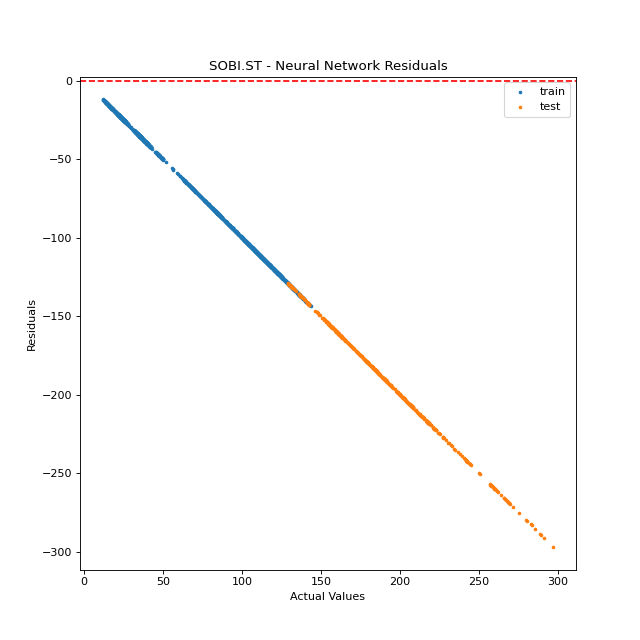 SOBI.ST - Neural Network Residuals
0
train
test
−50
−100
−150
−200
−250
−300
Residuals
0 50 100 150 200 250 300
Actual Values